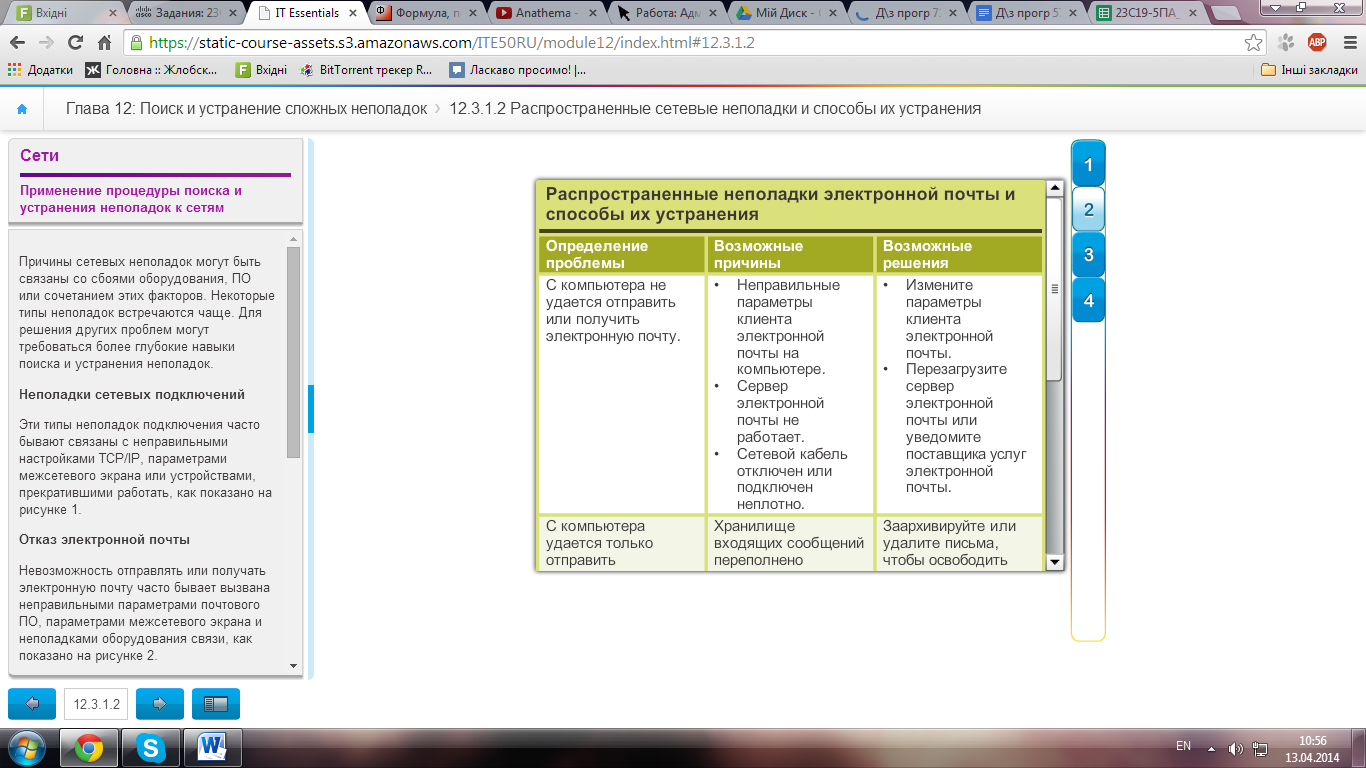 Вхідні
Задания: 23С
IT Essentials
Формула, п
Anathema -
Работа: Адм
Мій Диск - G
Д\з прогр 7
Д\з прогр 5
23С19-5ПА_
https://static-course-assets.s3.amazonaws.com/ITE50RU/module12/index.html#12.3.1.2
ABP
Додатки
Головна :: Жлобск...
Вхідні
BitTorrent трекер R...
Ласкаво просимо! |...
Інші закладки
Глава 12: Поиск и устранение сложных неполадок
12.3.1.2 Распространенные сетевые неполадки и способы их устранения
Сети
Применение процедуры поиска и
устранения неполадок к сетям
Причины сетевых неполадок могут быть
связаны со сбоями оборудования, ПО
или сочетанием этих факторов. Некоторые
типы неполадок встречаются чаще. Для
решения других проблем могут
требоваться более глубокие навыки
поиска и устранения неполадок.
Неполадки сетевых подключений
Эти типы неполадок подключения часто
бывают связаны с неправильными
настройками TCP/IP, параметрами
межсетевого экрана или устройствами,
прекратившими работать, как показано на
рисунке 1.
Отказ электронной почты
Невозможность отправлять или получать
электронную почту часто бывает вызвана
неправильными параметрами почтового
ПО, параметрами межсетевого экрана и
неполадками оборудования связи, как
показано на рисунке 2.
12.3.1.2
Распространенные неполадки электронной почты и
способы их устранения
Определение
проблемы
Возможные
причины
Возможные
решения
С компьютера не
удается отправить
или получить
электронную почту.
• Неправильные
параметры
клиента
электронной
почты на
компьютере.
• Сервер
электронной
почты не
работает.
• Сетевой кабель
отключен или
подключен
неплотно.
• Измените
параметры
клиента
электронной
почты.
• Перезагрузите
сервер
электронной
почты или
уведомите
поставщика услуг
электронной
почты.
С компьютера
удается только
отправить
Хранилище
входящих сообщений
переполнено
Заархивируйте или
удалите письма,
чтобы освободить
1
2
3
4
EN
10:56
13.04.2014